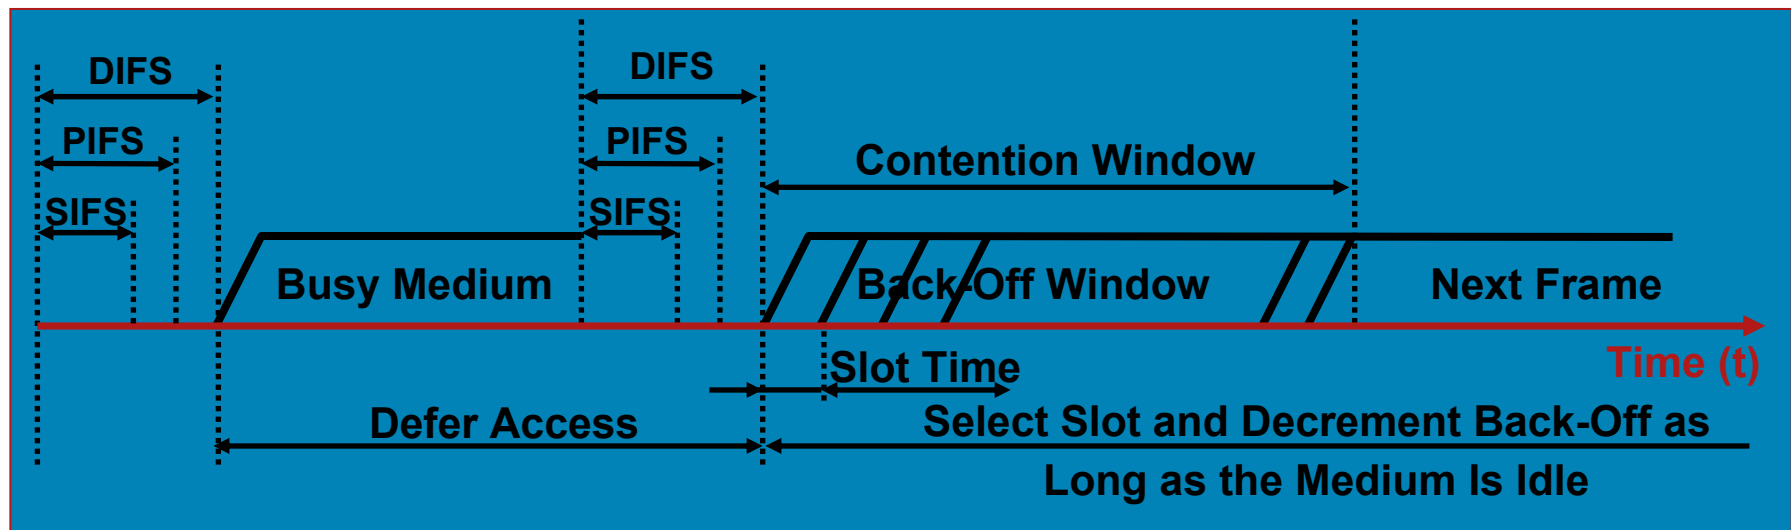 DIFS
DIFS
PIFS
PIFS
Contention Window
SIFS
SIFS
Busy Medium
Back-Off Window
Next Frame
Time (t)
Slot Time
Defer Access
Select Slot and Decrement Back-Off as
Long as the Medium Is Idle